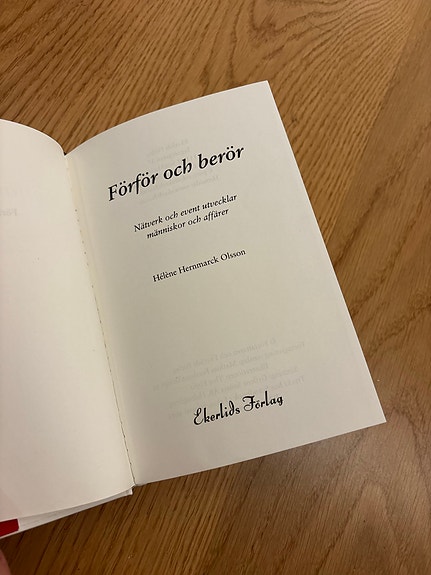 Förför och berör
Nätverk och event utvecklar
människor och affärer
Hélène Hernmarck Olsson
Ekerlids Förlag